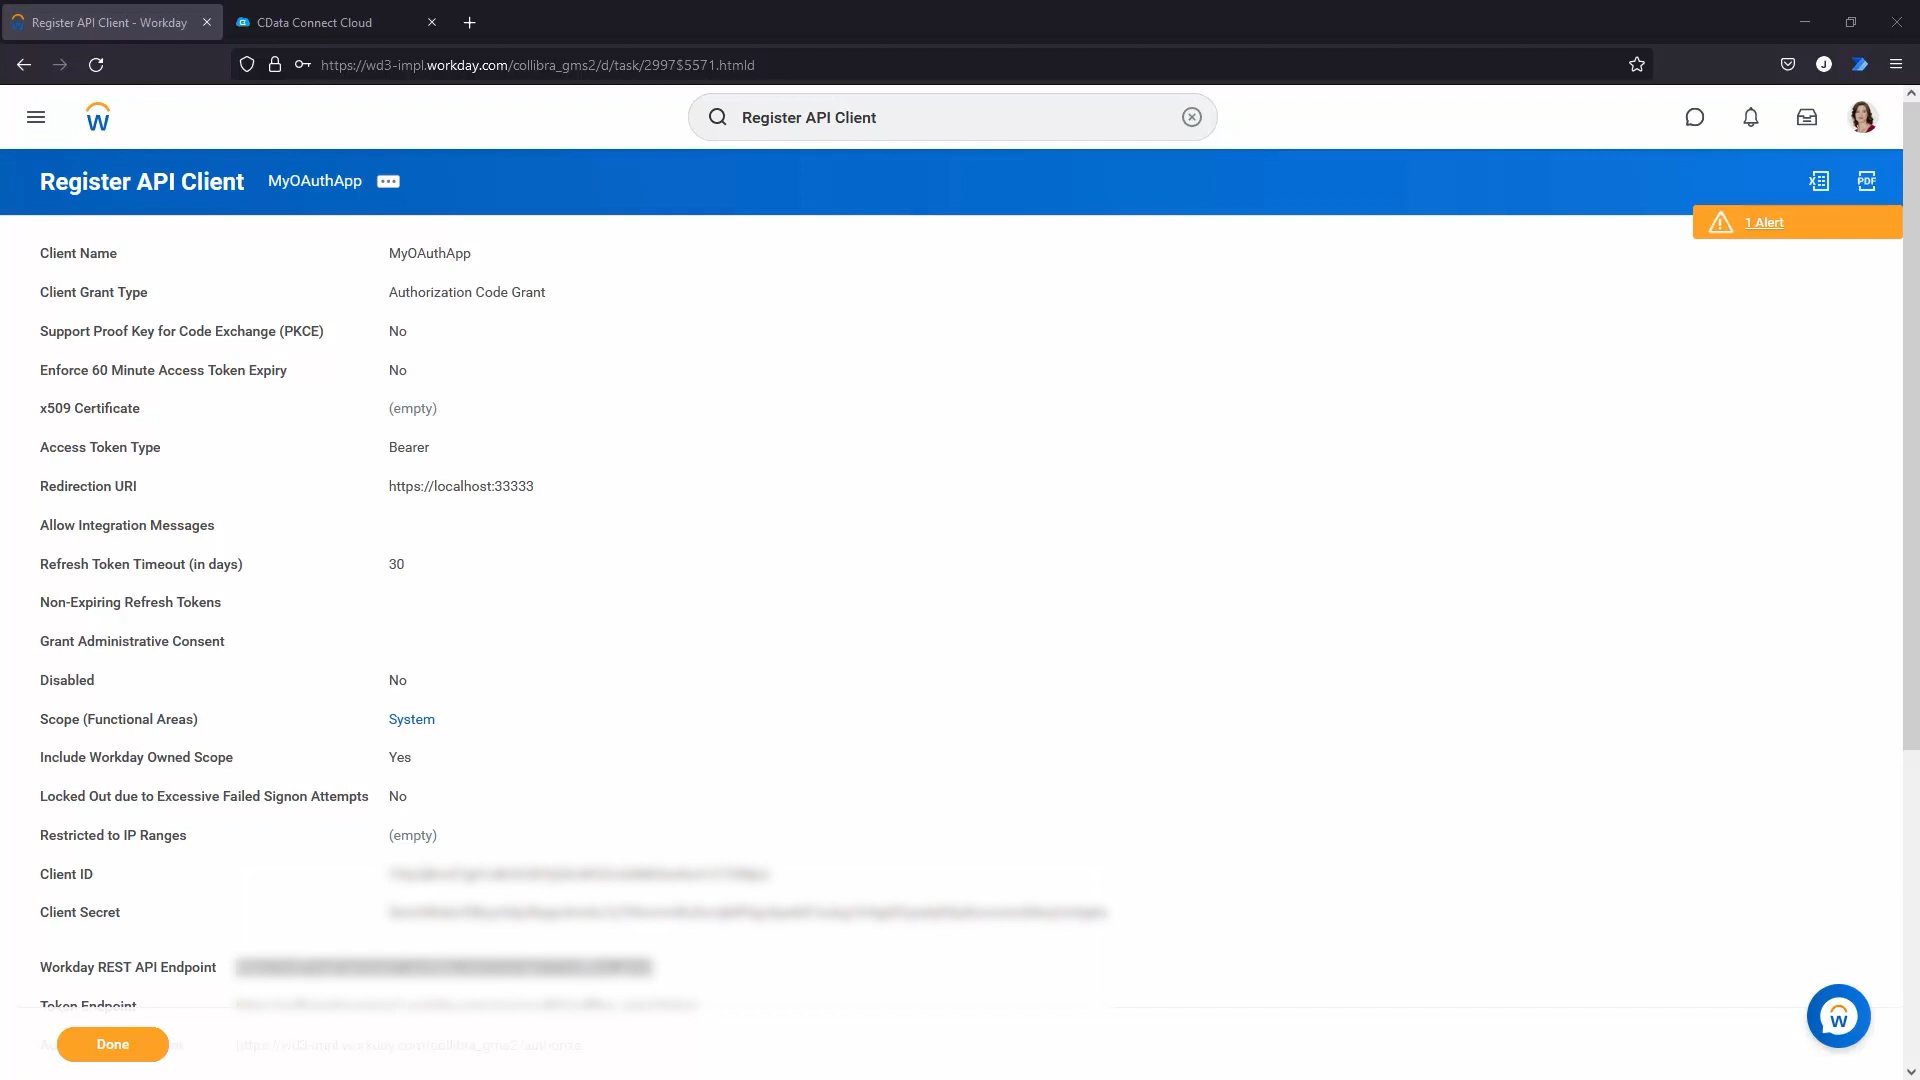 Register API Client - Workday
CData Connect Cloud
https://wd3-impl.workday.com/collibra_gms2/d/task/2997$5571.htmld
Register API Client
Register API Client MyOAuthApp
PDF
1 Alert
Client Name MyOAuthApp
Client Grant Type Authorization Code Grant
Support Proof Key for Code Exchange (PKCE) No
Enforce 60 Minute Access Token Expiry No
x509 Certificate (empty)
Access Token Type Bearer
Redirection URI https://localhost:33333
Allow Integration Messages
Refresh Token Timeout (in days) 30
Non-Expiring Refresh Tokens
Grant Administrative Consent
Disabled No
Scope (Functional Areas) System
Include Workday Owned Scope Yes
Locked Out due to Excessive Failed Signon Attempts No
Restricted to IP Ranges (empty)
Client ID
Client Secret
Workday REST API Endpoint
Token Endpoint
Done